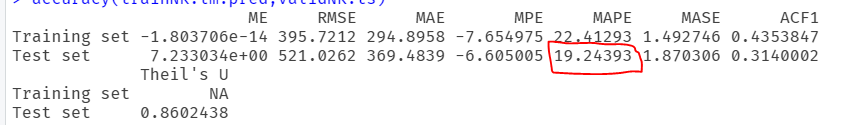 > accuracy(trainNK.lm.pred,validNK.ts)
ME RMSE MAE MPE MAPE MASE ACF1
Training set -1.803706e-14 395.7212 294.8958 -7.654975 22.41293 1.492746 0.4353847
Test set 7.233034e+00 521.0262 369.4839 -6.605005 19.24393 1.870306 0.3140002
Theil's U
Training set NA
Test set 0.8602438